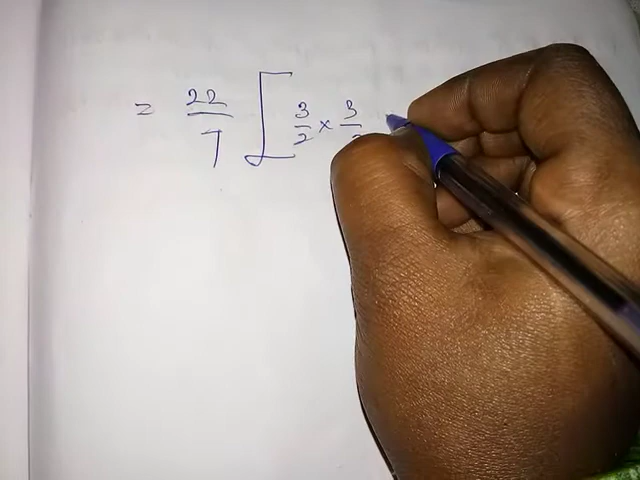 = 22/7 [ 3/2 × 3/